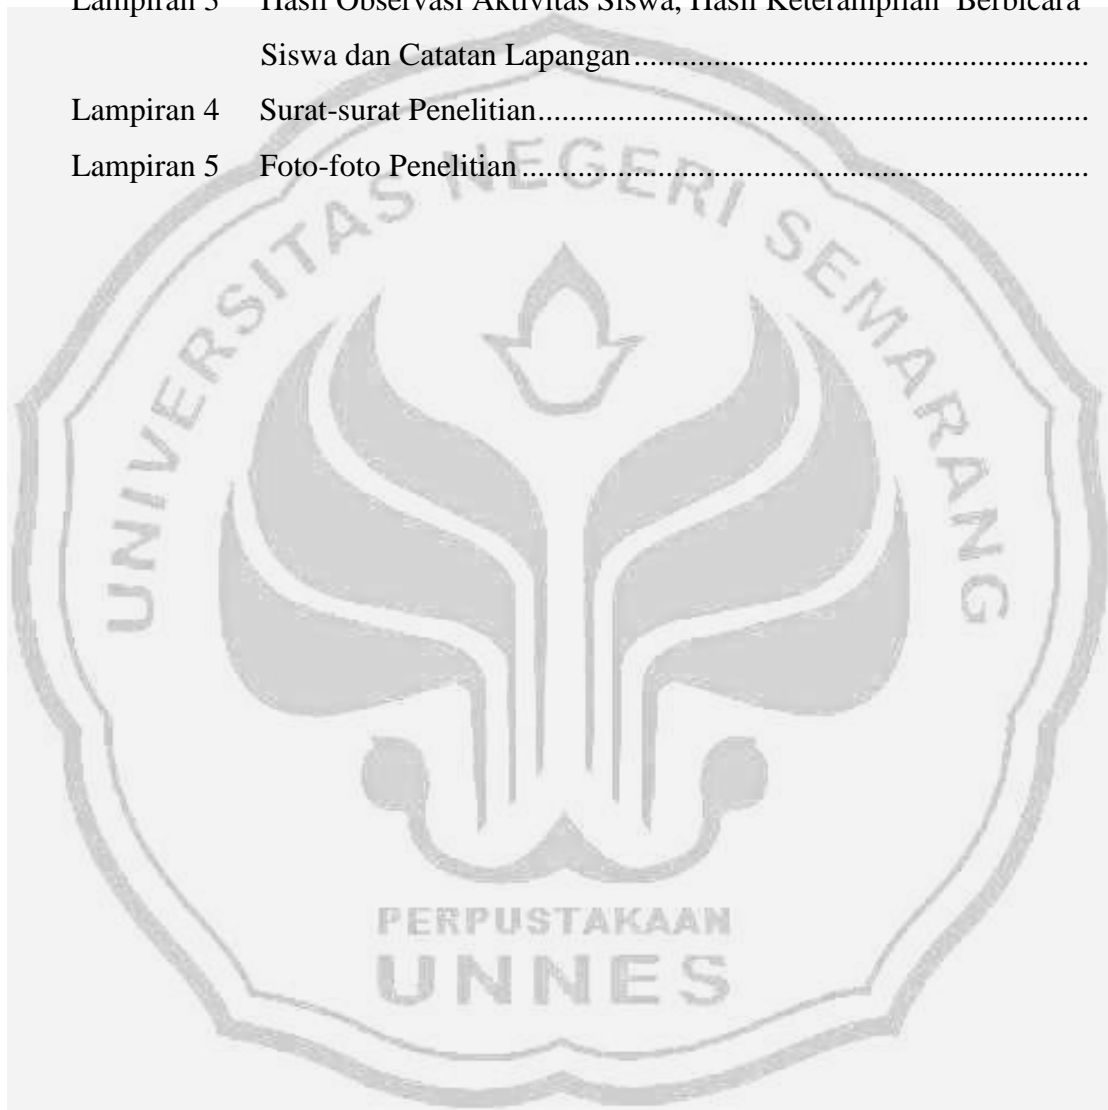 Lampiran 3 Hasil Observasi Aktivitas Siswa, Hasil Keterampilan Berbicara
Siswa dan Catatan Lapangan.........................................................
Lampiran 4 Surat-surat Penelitian.....................................................................
Lampiran 5 Foto-foto Penelitian.......................................................................
UNIVERSITAS NEGERI SEMARANG
PERPUSTAKAAN
UNNES